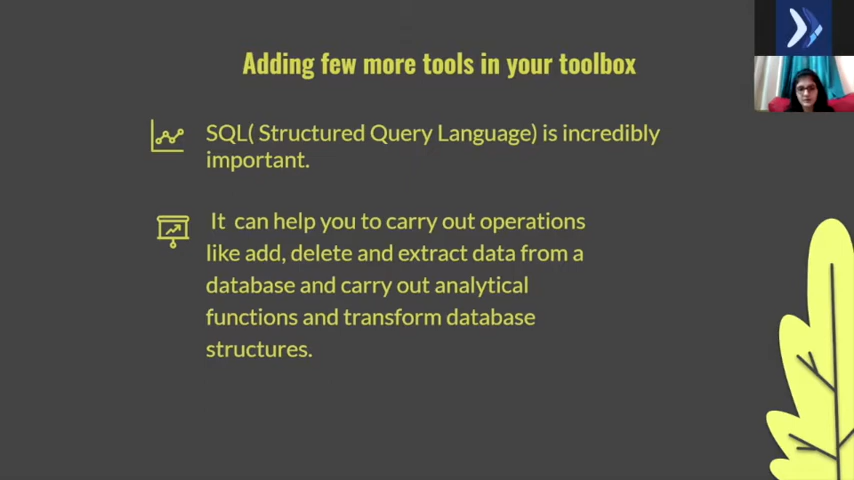 Adding few more tools in your toolbox
SQL( Structured Query Language) is incredibly
important.
It can help you to carry out operations
like add, delete and extract data from a
database and carry out analytical
functions and transform database
structures.